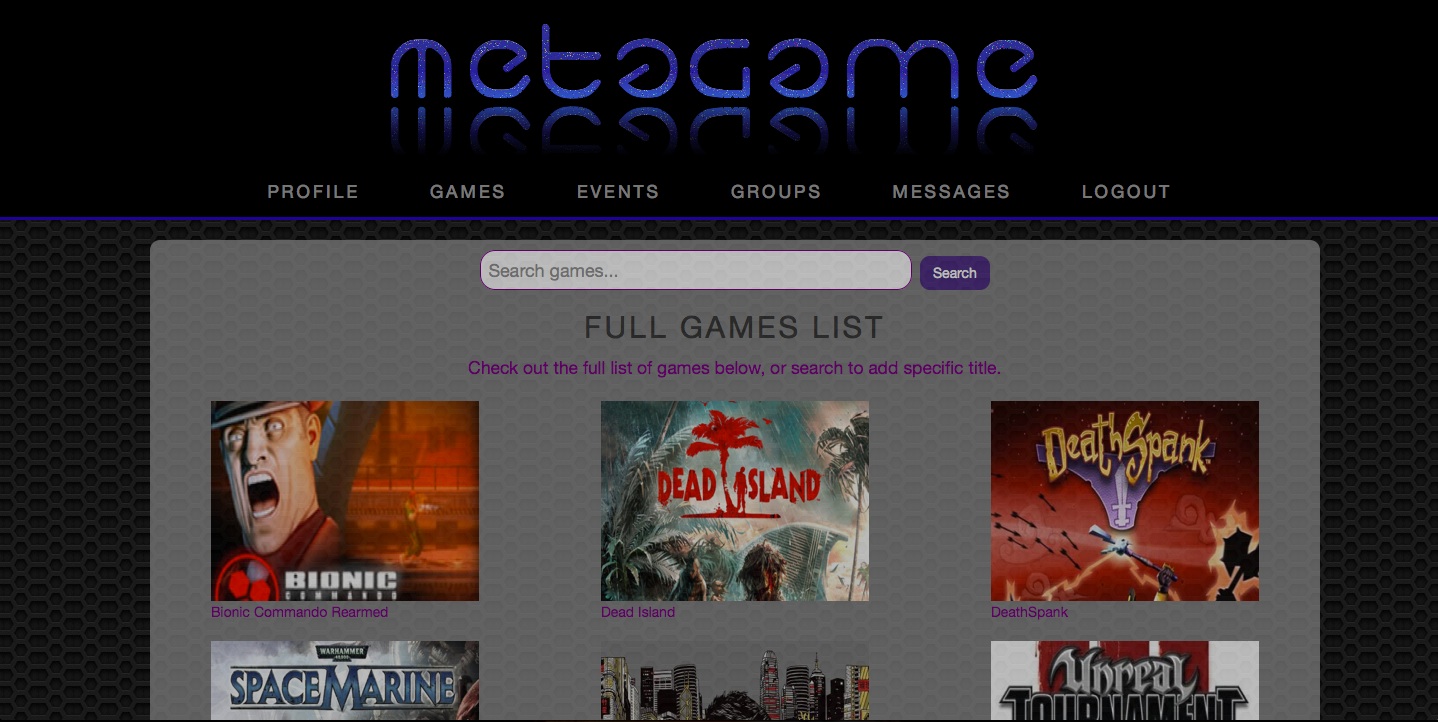 metagame
PROFILE GAMES EVENTS GROUPS MESSAGES LOGOUT
Search games... Search
FULL GAMES LIST
Check out the full list of games below, or search to add specific title.
BIONIC
COMMANDO
DEAD ISLAND
DeathSpank™
Bionic Commando Rearmed
Dead Island
DeathSpank
WARHAMMER
40,000
SPACE MARINE
Unreal
TOURNAMENT